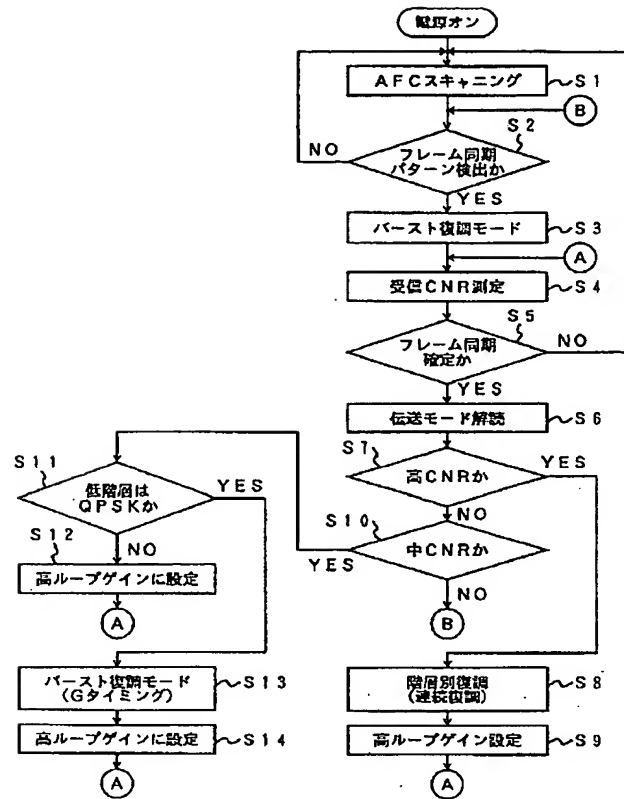 電源オン
AFCスキャニング
S1
B
S2
フレーム同期
パターン検出か
NO
YES
バースト復調モード
S3
A
受信CNR測定
S4
S5
フレーム同期
確定か
NO
YES
伝送モード解読
S6
S7
高CNRか
YES
NO
S10
中CNRか
YES
NO
B
S11
低階層は
QPSKか
YES
S12
NO
高ループゲインに設定
A
バースト復調モード
(Gタイミング)
S13
高ループゲインに設定
S14
A
階層別復調
(連続復調)
S8
高ループゲイン設定
S9
A